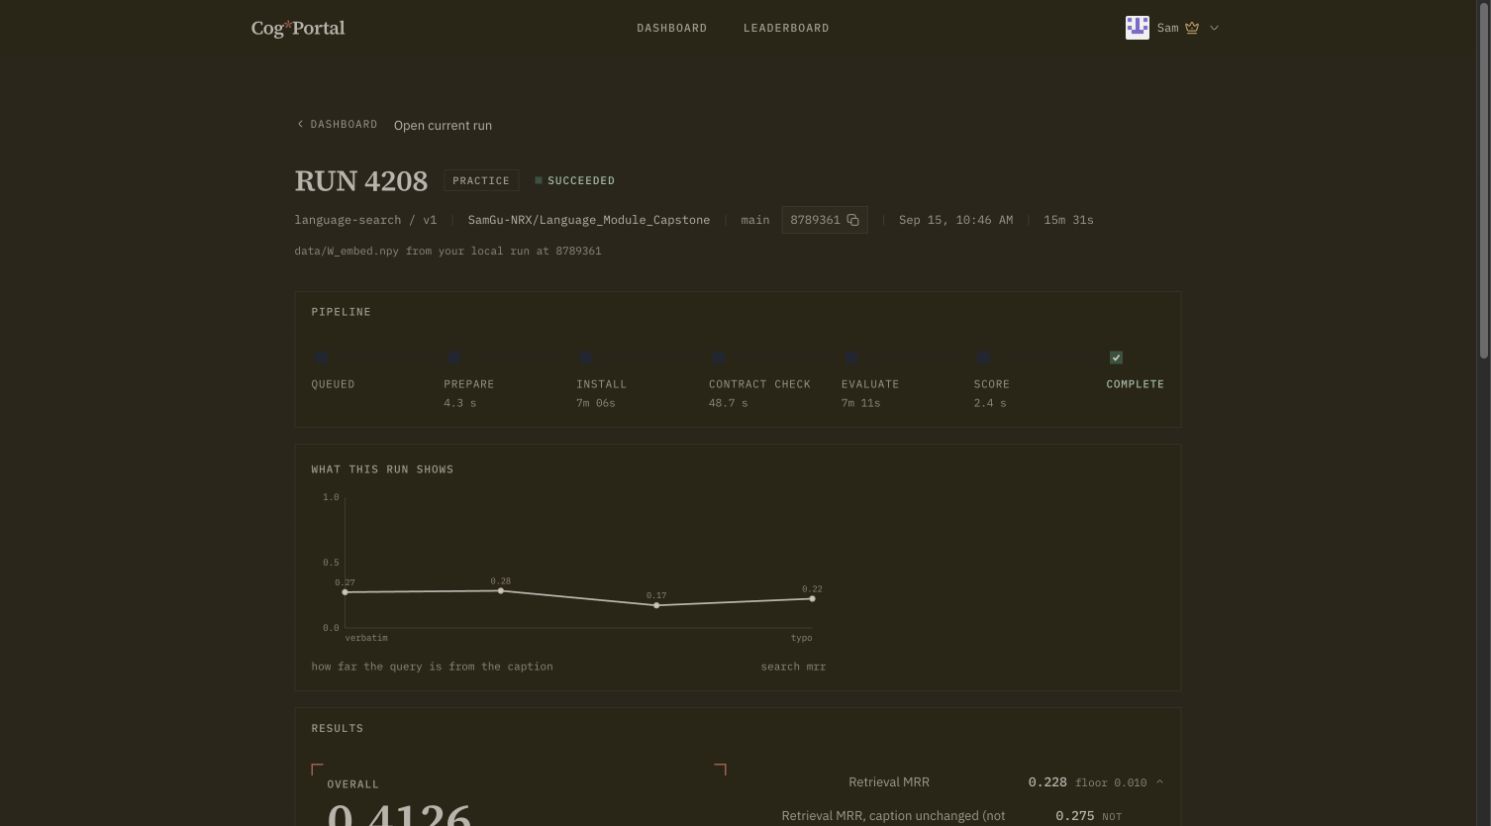 Cog*Portal DASHBOARD LEADERBOARD Sam
DASHBOARD Open current run
RUN 4208 PRACTICE SUCCEEDED
language-search / v1 SamGu-NRX/Language_Module_Capstone main 8789361 Sep 15, 10:46 AM 15m 31s
data/W_embed.npy from your local run at 8789361
PIPELINE
QUEUED PREPARE INSTALL CONTRACT CHECK EVALUATE SCORE COMPLETE
4.3 s 7m 06s 48.7 s 7m 11s 2.4 s
WHAT THIS RUN SHOWS
1.0
0.5
0.27 0.28 0.17 0.22
0.0
verbatim typo
how far the query is from the caption search mrr
RESULTS
OVERALL
0.4126
Retrieval MRR 0.228 floor 0.010
Retrieval MRR, caption unchanged (not 0.275 NOT